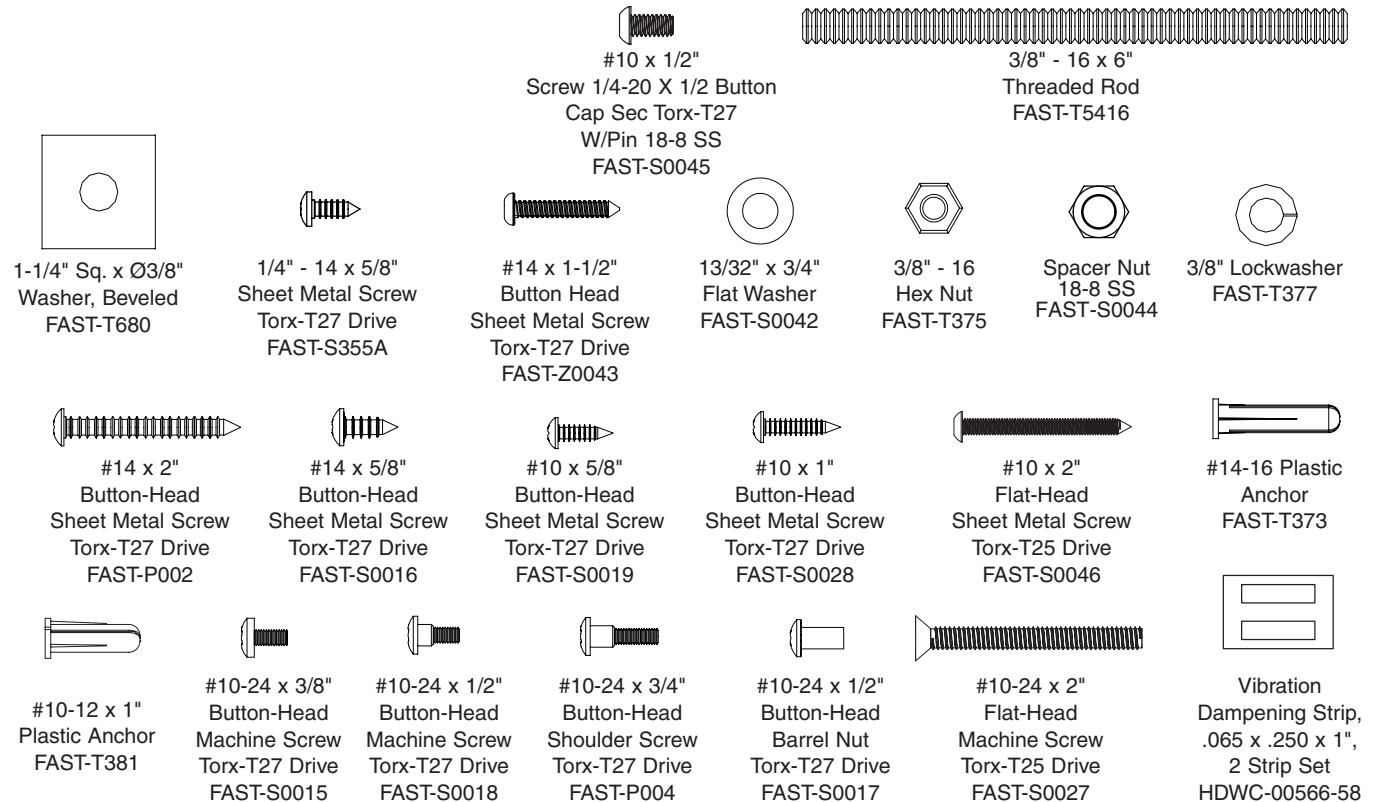 #10 x 1/2"
Screw 1/4-20 X 1/2 Button
Cap Sec Torx-T27
W/Pin 18-8 SS
FAST-S0045
3/8" - 16 x 6"
Threaded Rod
FAST-T5416
1-1/4" Sq. x Ø3/8"
Washer, Beveled
FAST-T680
1/4" - 14 x 5/8"
Sheet Metal Screw
Torx-T27 Drive
FAST-S355A
#14 x 1-1/2"
Button Head
Sheet Metal Screw
Torx-T27 Drive
FAST-Z0043
13/32" x 3/4"
Flat Washer
FAST-S0042
3/8" - 16
Hex Nut
FAST-T375
Spacer Nut
18-8 SS
FAST-S0044
3/8" Lockwasher
FAST-T377
#14 x 2"
Button-Head
Sheet Metal Screw
Torx-T27 Drive
FAST-P002
#14 x 5/8"
Button-Head
Sheet Metal Screw
Torx-T27 Drive
FAST-S0016
#10 x 5/8"
Button-Head
Sheet Metal Screw
Torx-T27 Drive
FAST-S0019
#10 x 1"
Button-Head
Sheet Metal Screw
Torx-T27 Drive
FAST-S0028
#10 x 2"
Flat-Head
Sheet Metal Screw
Torx-T25 Drive
FAST-S0046
#14-16 Plastic
Anchor
FAST-T373
#10-12 x 1"
Plastic Anchor
FAST-T381
#10-24 x 3/8"
Button-Head
Machine Screw
Torx-T27 Drive
FAST-S0015
#10-24 x 1/2"
Button-Head
Machine Screw
Torx-T27 Drive
FAST-S0018
#10-24 x 3/4"
Button-Head
Shoulder Screw
Torx-T27 Drive
FAST-P004
#10-24 x 1/2"
Button-Head
Barrel Nut
Torx-T27 Drive
FAST-S0017
#10-24 x 2"
Flat-Head
Machine Screw
Torx-T25 Drive
FAST-S0027
Vibration
Dampening Strip,
.065 x .250 x 1",
2 Strip Set
HDWC-00566-58